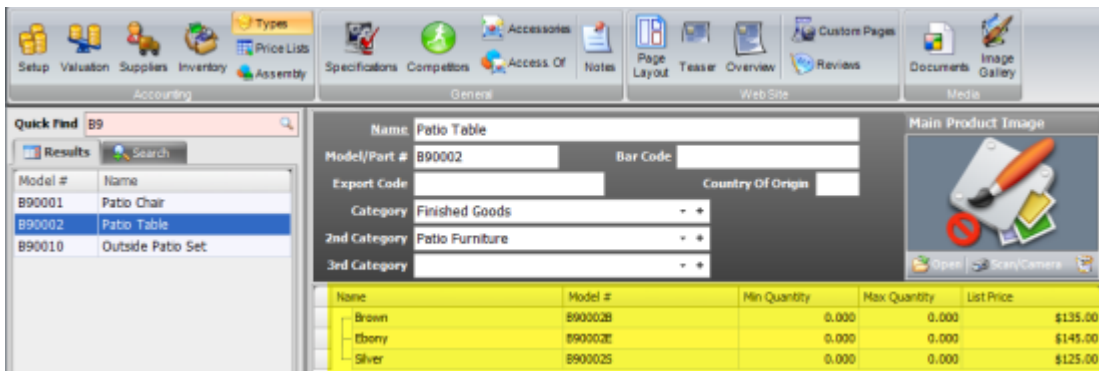 Types
Price Lists
Assembly
Setup Valuation Suppliers Inventory
Accounting
Accessories
Access. Of
Specifications Competitors Notes
General
Custom Pages
Reviews
Page Layout Teaser Overview
Web Site
Documents Image Gallery
Media
Quick Find B9
Results Search
Model # Name
B90001 Patio Chair
B90002 Patio Table
B90010 Outside Patio Set
Name Patio Table
Model/Part # B90002 Bar Code
Export Code Country Of Origin
Category Finished Goods
2nd Category Patio Furniture
3rd Category
Main Product Image
Open Scan/Camera
Name Model # Min Quantity Max Quantity List Price
Brown B90002B 0.000 0.000 $135.00
Ebony B90002E 0.000 0.000 $145.00
Silver B90002S 0.000 0.000 $125.00